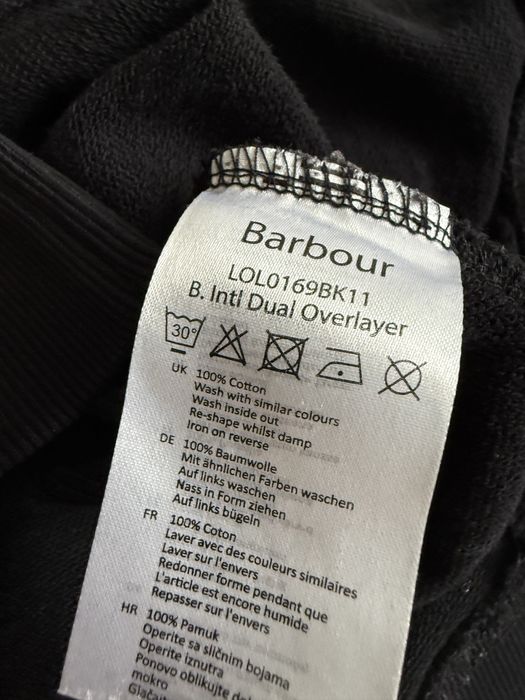 Barbour
LOL0169BK11
B. Intl Dual Overlayer
30°
UK 100% Cotton
Wash with similar colours
Wash inside out
Re-shape whilst damp
Iron on reverse
DE 100% Baumwolle
Mit ähnlichen Farben waschen
Auf links waschen
Nass in Form ziehen
Auf links bügeln
FR 100% Coton
Laver avec des couleurs similaires
Laver sur l'envers
Redonner forme pendant que
L'article est encore humide
Repasser sur l'envers
HR 100% Pamuk
Operite sa sličnim bojama
Operite iznutra
Ponovo oblikujte dok
mokro